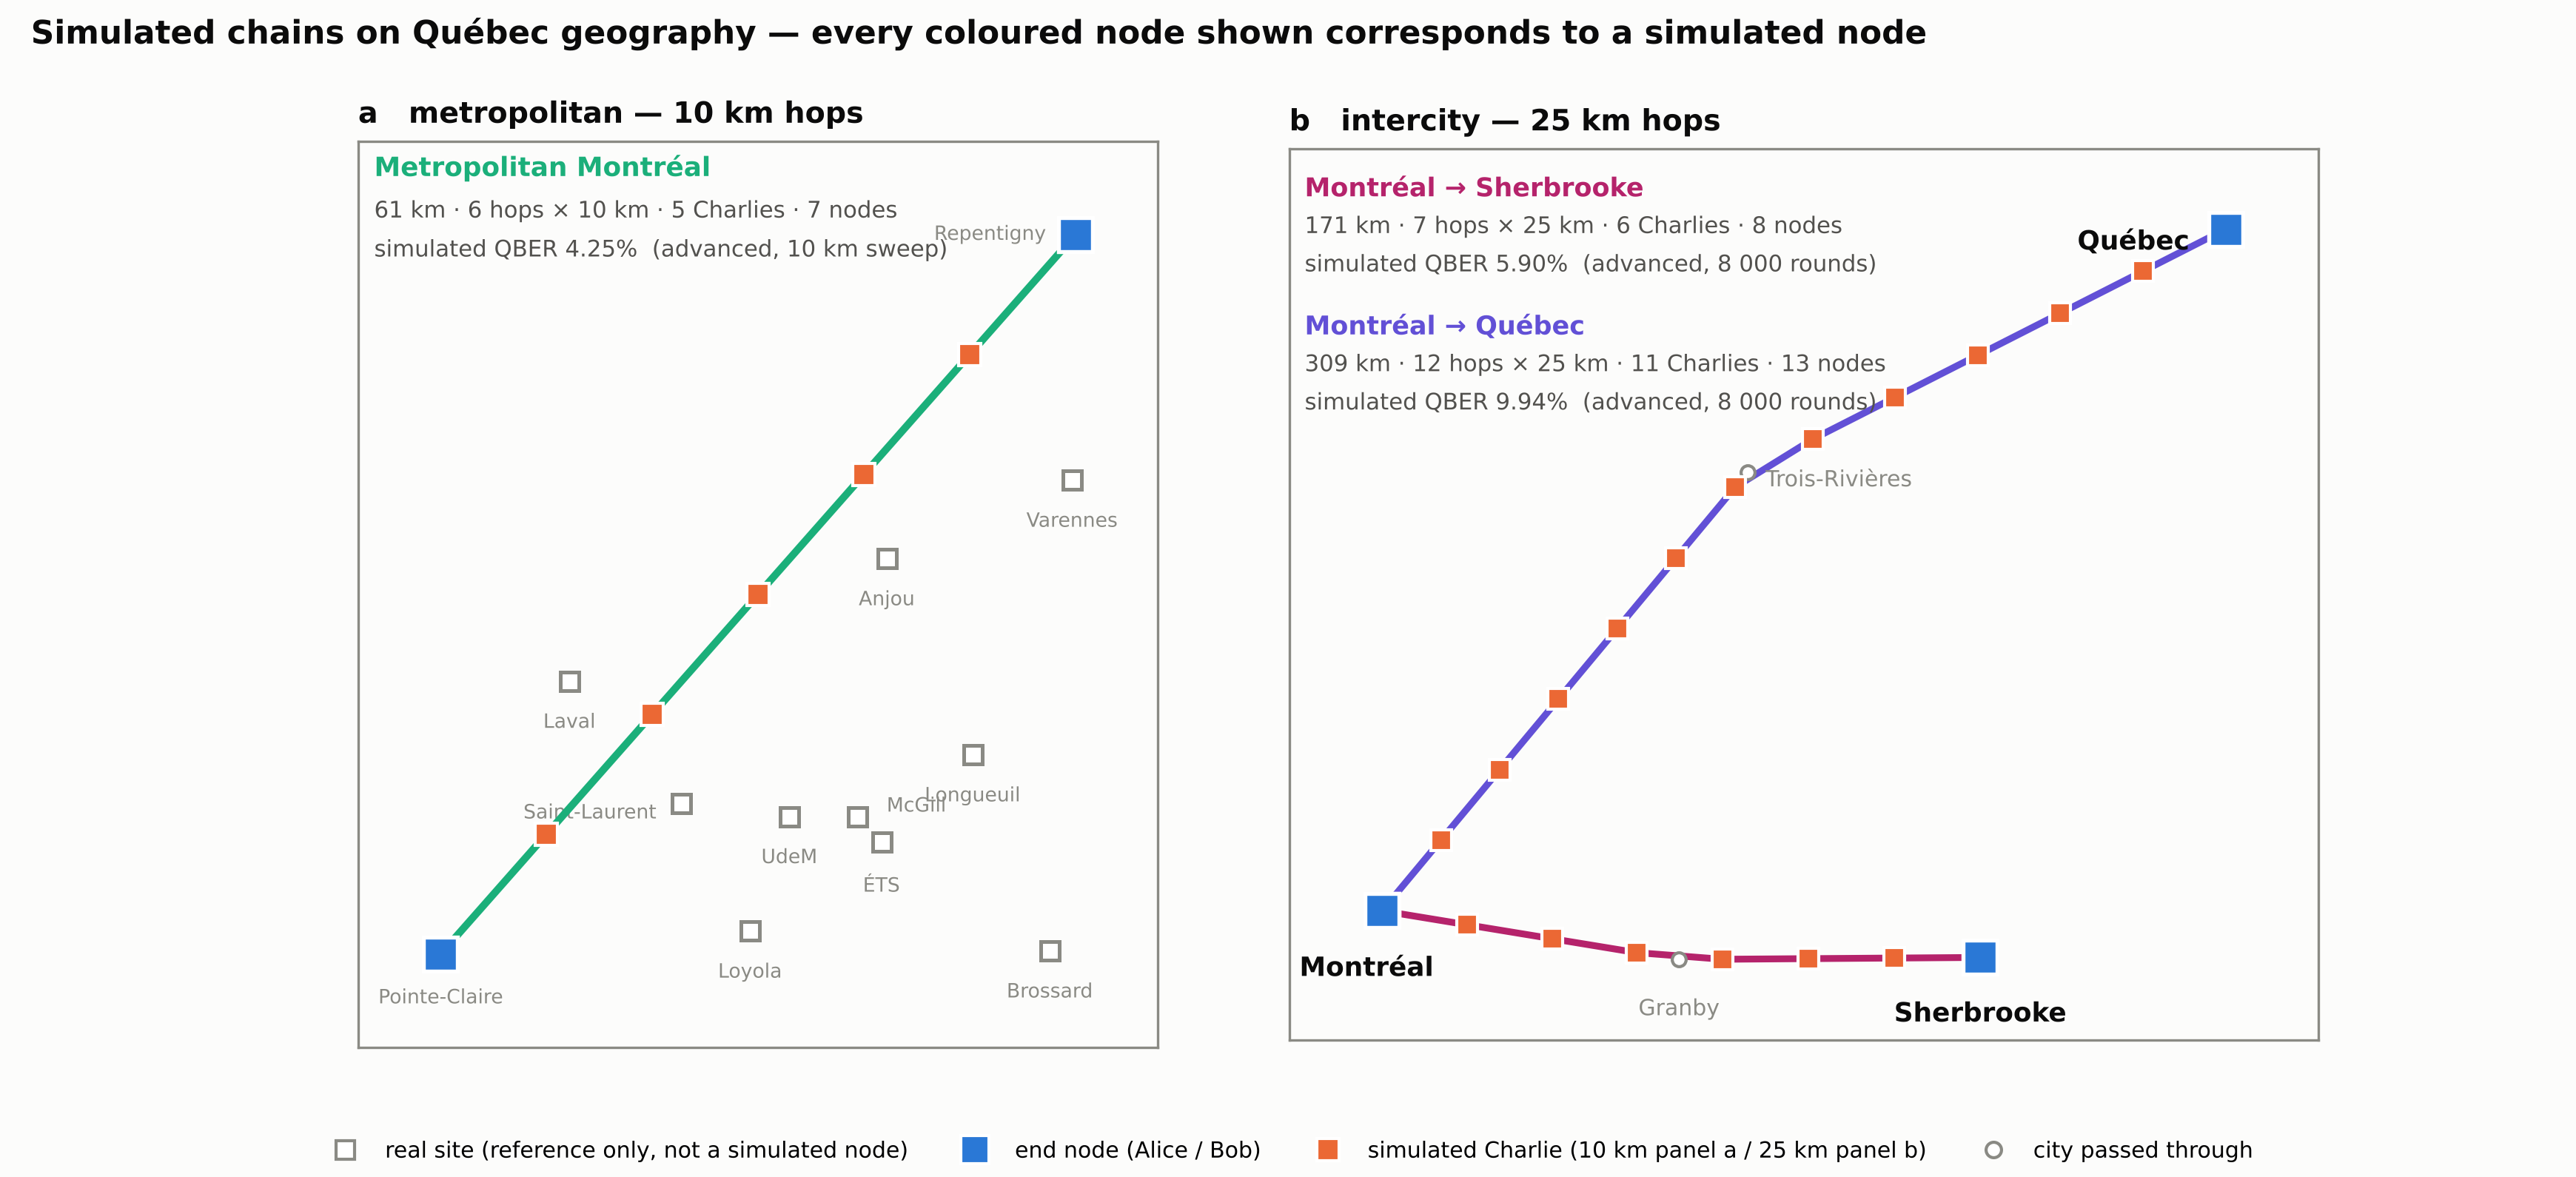 Simulated chains on Québec geography — every coloured node shown corresponds to a simulated node
a metropolitan — 10 km hops
Metropolitan Montréal
61 km · 6 hops × 10 km · 5 Charlies · 7 nodes
simulated QBER 4.25% (advanced, 10 km sweep)
Repentigny
Varennes
Anjou
Laval
Longueuil
McGill
Saint-Laurent
UdeM
ÉTS
Loyola
Brossard
Pointe-Claire
b intercity — 25 km hops
Montréal → Sherbrooke
171 km · 7 hops × 25 km · 6 Charlies · 8 nodes
simulated QBER 5.90% (advanced, 8 000 rounds)
Montréal → Québec
309 km · 12 hops × 25 km · 11 Charlies · 13 nodes
simulated QBER 9.94% (advanced, 8 000 rounds)
Québec
Trois-Rivières
Montréal
Granby
Sherbrooke
real site (reference only, not a simulated node)
end node (Alice / Bob)
simulated Charlie (10 km panel a / 25 km panel b)
city passed through